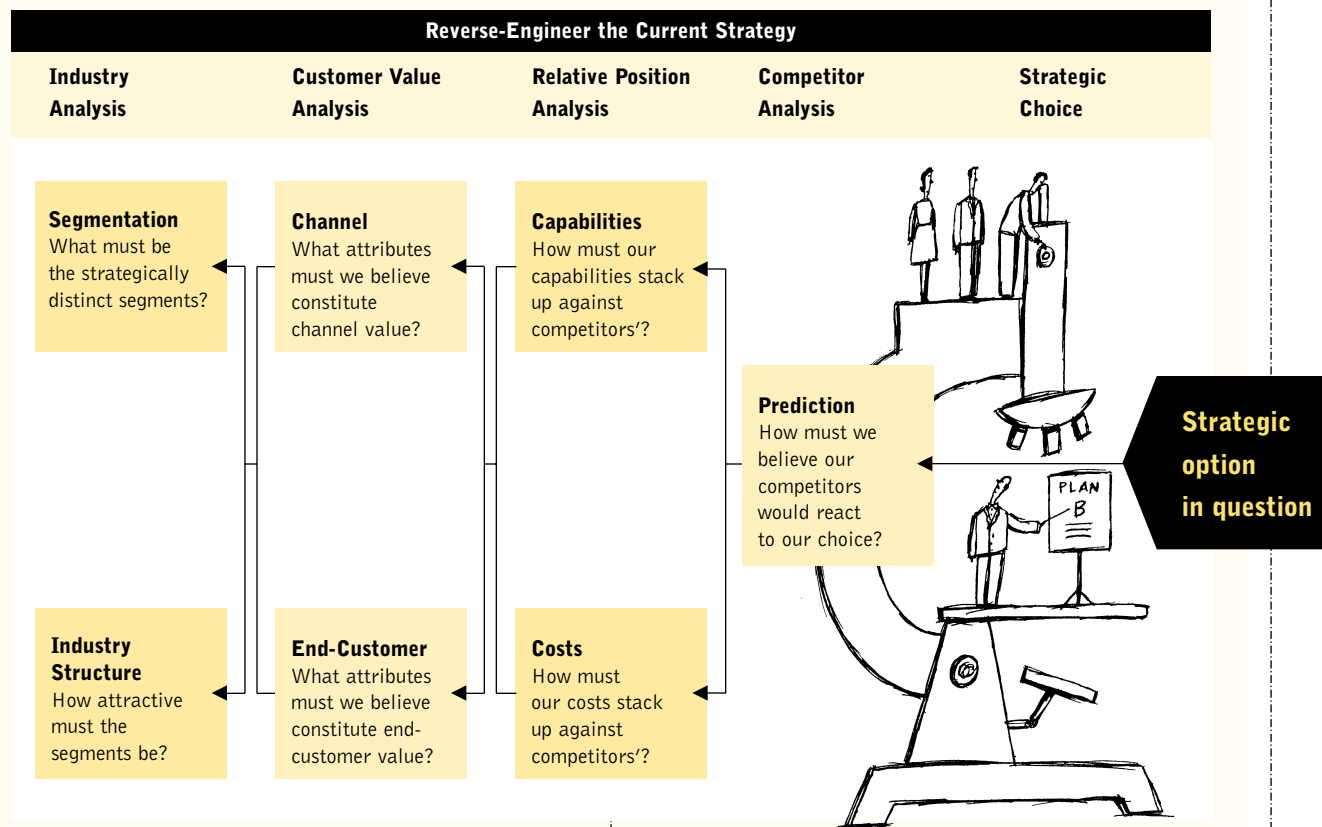 Reverse-Engineer the Current Strategy
Industry
Analysis
Customer Value
Analysis
Relative Position
Analysis
Competitor
Analysis
Strategic
Choice
Segmentation
What must be
the strategically
distinct segments?
Channel
What attributes
must we believe
constitute
channel value?
Capabilities
How must our
capabilities stack
up against
competitors’?
Prediction
How must we
believe our
competitors
would react
to our choice?
Strategic
option
in question
PLAN
B
Industry
Structure
How attractive
must the
segments be?
End-Customer
What attributes
must we believe
constitute end-
customer value?
Costs
How must
our costs stack
up against
competitors’?